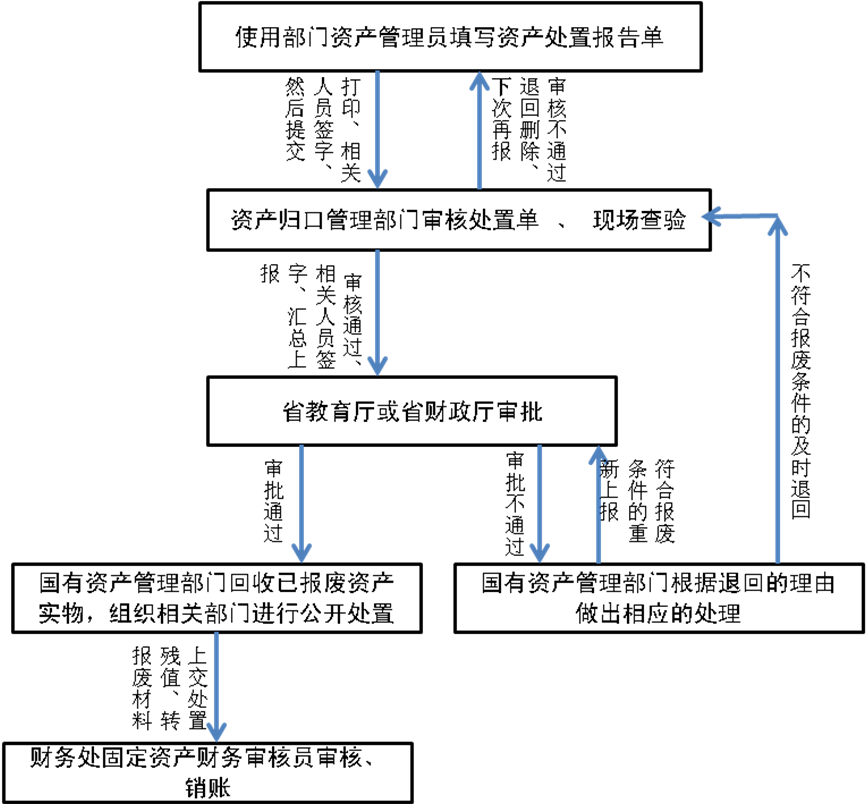 使用部门资产管理员填写资产处置报告单
打印、相关
人员签字、
然后提交
审核不通过
退回删除、
下次再报
资产归口管理部门审核处置单 、 现场查验
审核通过、
相关人员签
字、汇总上
报
不符合报废条件的及时退回
省教育厅或省财政厅审批
审批通过
审批不通过
符合报废
条件的重
新上报
国有资产管理部门回收已报废资产
实物，组织相关部门进行公开处置
国有资产管理部门根据退回的理由
做出相应的处理
上交处置
残值、转
报废材料
财务处固定资产财务审核员审核、
销账